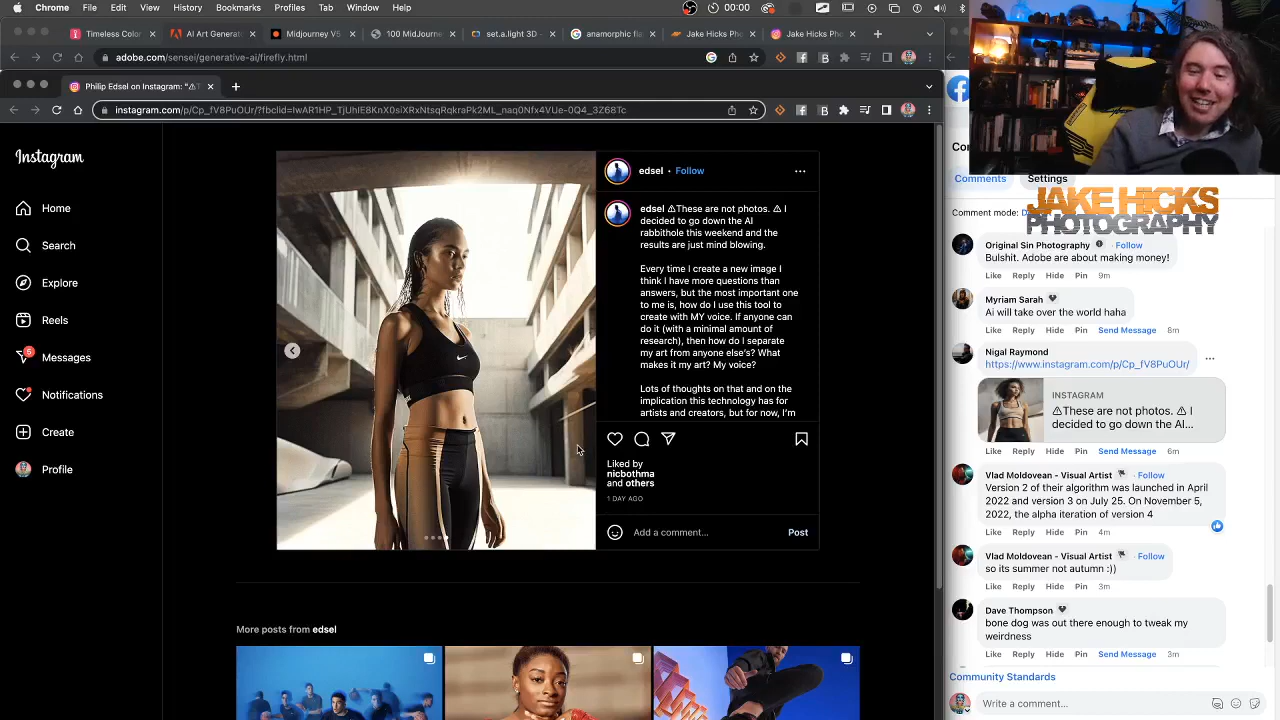 Chrome File Edit View History Bookmarks Profiles Tab Window Help
00:00
Timeless Color
AI Art Generate
Midjourney V5
100 MidJourne
seca.light 3D
anamorphic fla
Jake Hicks Pho
Jake Hicks Pho
adobe.com/sensei/generative-ai/firefly.html
Philip Edsel on Instagram: "⚠T
instagram.com/p/Cp_fV8PuOUr/?fbclid=IwAR1HP_TjUhIE8KnX0siXRxNtsqRqkraPk2ML_naq0Nfx4VUe-0Q4_3Z68Tc
Instagram
Home
Search
Explore
Reels
5
Messages
Notifications
Create
Profile
edsel • Follow
edsel ⚠These are not photos. ⚠ I
decided to go down the AI
rabbithole this weekend and the
results are just mind blowing.
Every time I create a new image I
think I have more questions than
answers, but the most important one
to me is, how do I use this tool to
create with MY voice. If anyone can
do it (with a minimal amount of
research), then how do I separate
my art from anyone else's? What
makes it my art? My voice?
Lots of thoughts on that and on the
implication this technology has for
artists and creators, but for now, I'm
Liked by
nicbothma
and others
1 DAY AGO
Add a comment...
Post
More posts from edsel
Co
Comments
Settings
JAKE HICKS
PHOTOGRAPHY
Comment mode: D
Original Sin Photography · Follow
Bulshit. Adobe are about making money!
Like Reply Hide Pin 9m
Myriam Sarah
Ai will take over the world haha
Like Reply Hide Pin Send Message 8m
Nigal Raymond
https://www.instagram.com/p/Cp_fV8PuOUr/
INSTAGRAM
⚠These are not photos. ⚠ I
decided to go down the AI...
Like Reply Hide Pin Send Message 6m
Vlad Moldovean - Visual Artist · Follow
Version 2 of their algorithm was launched in April
2022 and version 3 on July 25. On November 5,
2022, the alpha iteration of version 4
Like Reply Hide Pin 4m
Vlad Moldovean - Visual Artist · Follow
so its summer not autumn :))
Like Reply Hide Pin 3m
Dave Thompson
bone dog was out there enough to tweak my
weirdness
Like Reply Hide Pin Send Message 3m
Community Standards
Write a comment...